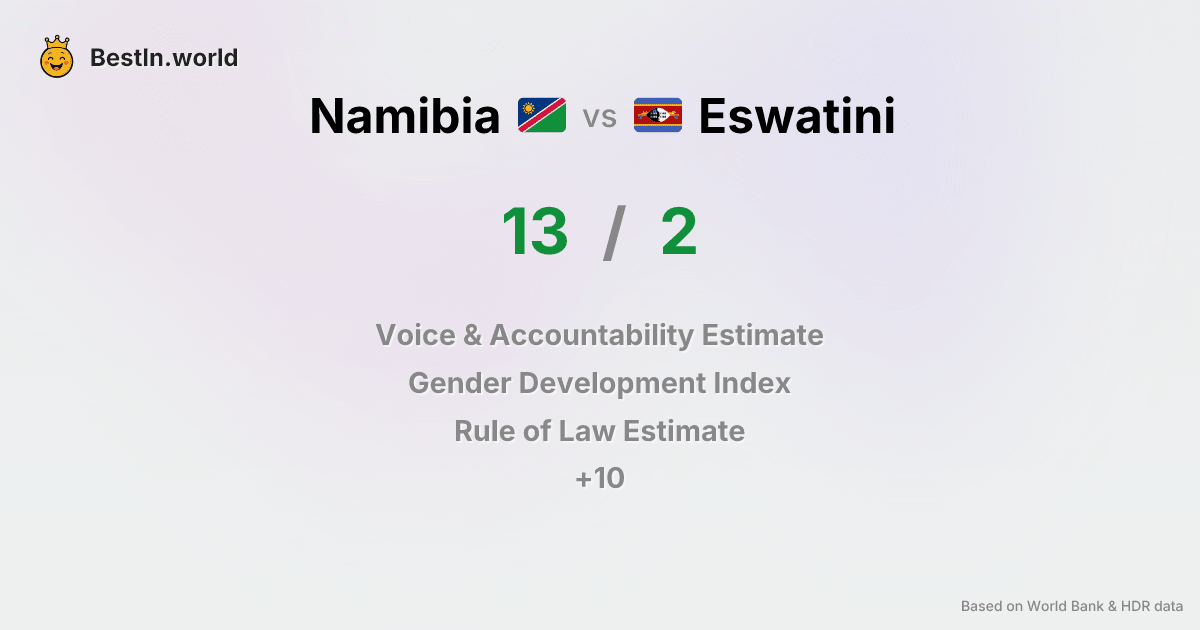 BestIn.world
Namibia vs Eswatini
13 / 2
Voice & Accountability Estimate
Gender Development Index
Rule of Law Estimate
+10
Based on World Bank & HDR data